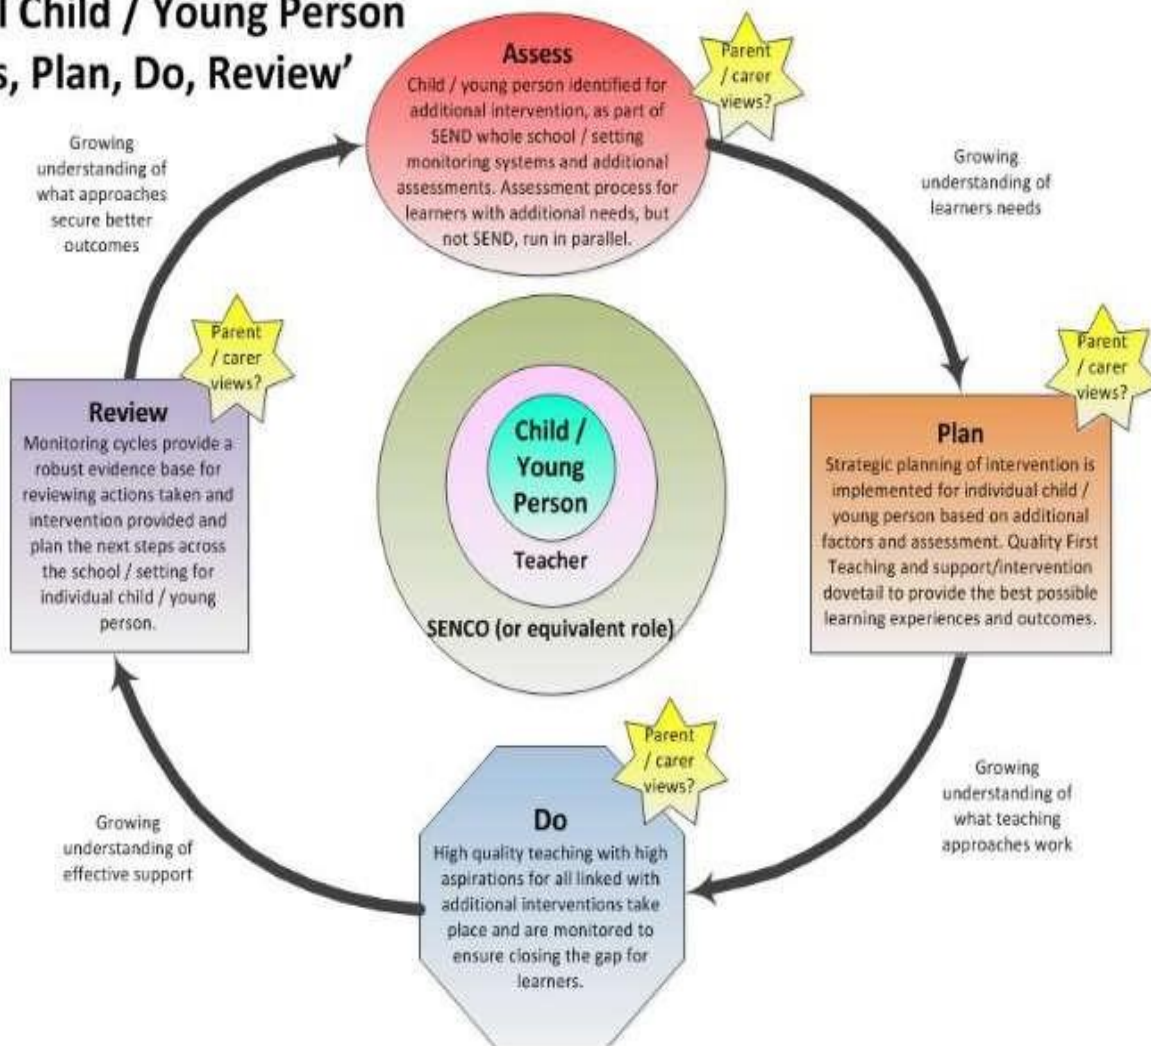 l Child / Young Person
s, Plan, Do, Review’
Assess
Child / young person identified for
additional intervention, as part of
SEND whole school / setting
monitoring systems and additional
assessments. Assessment process for
learners with additional needs, but
not SEND, run in parallel.
Parent
/ carer
views?
Growing
understanding of
learners needs
Parent
/ carer
views?
Plan
Strategic planning of intervention is
implemented for individual child /
young person based on additional
factors and assessment. Quality First
Teaching and support/intervention
dovetail to provide the best possible
learning experiences and outcomes.
Growing
understanding of
what teaching
approaches work
Parent
/ carer
views?
Do
High quality teaching with high
aspirations for all linked with
additional interventions take
place and are monitored to
ensure closing the gap for
learners.
Growing
understanding of
effective support
Parent
/ carer
views?
Review
Monitoring cycles provide a
robust evidence base for
reviewing actions taken and
intervention provided and
plan the next steps across
the school / setting for
individual child / young
person.
Growing
understanding of
what approaches
secure better
outcomes
Child /
Young
Person
Teacher
SENCO (or equivalent role)